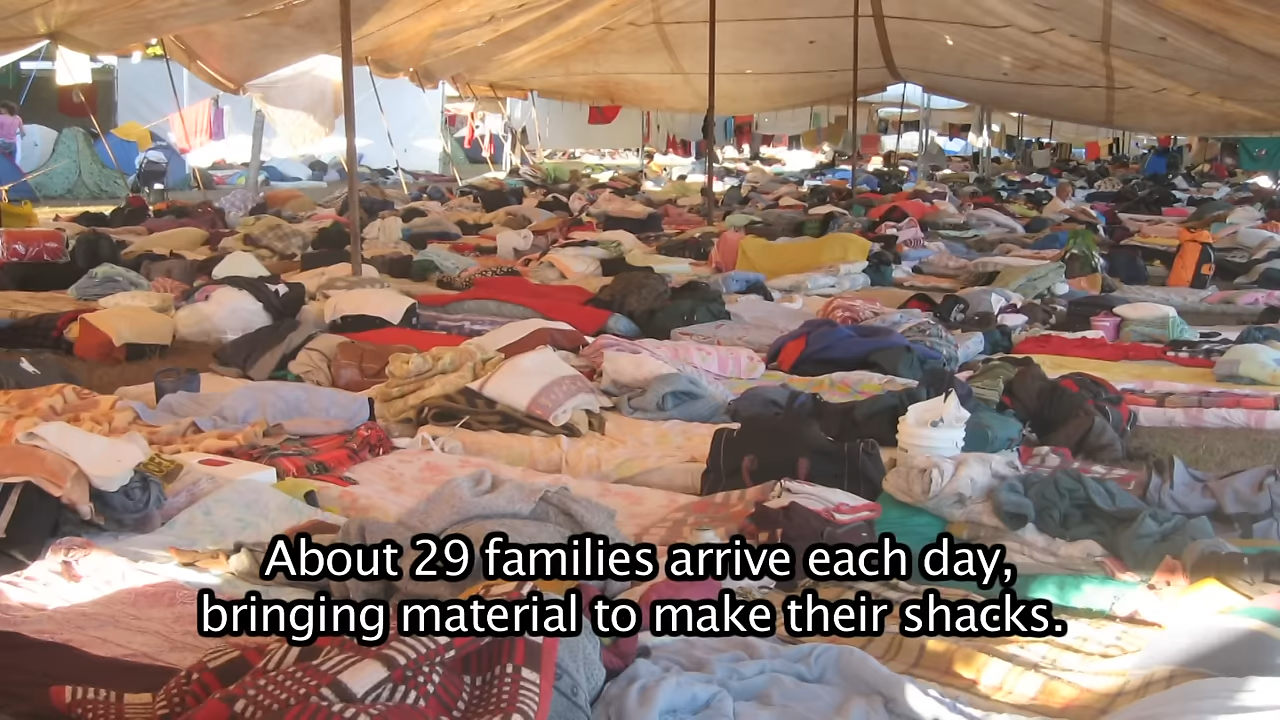 About 29 families arrive each day,
bringing material to make their shacks.